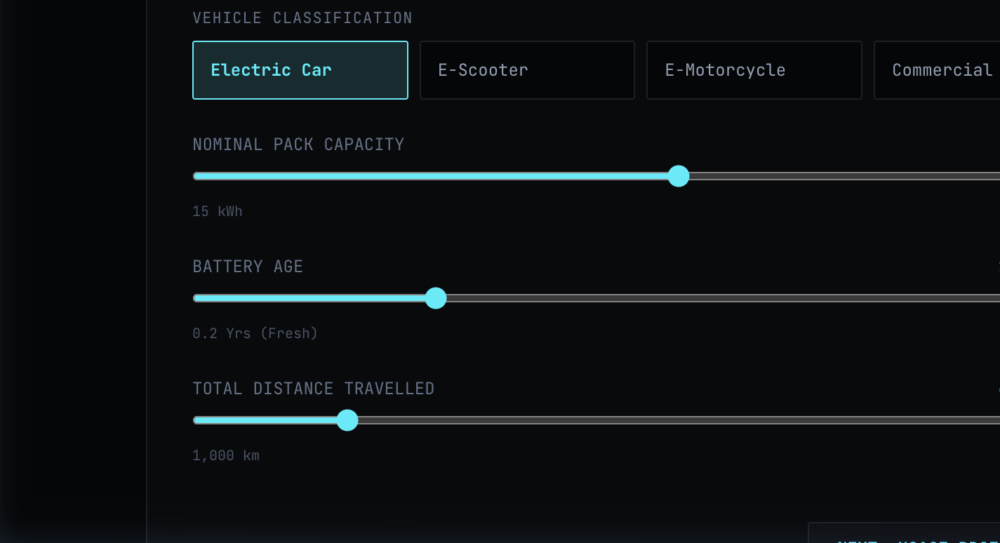 VEHICLE CLASSIFICATION
Electric Car E-Scooter E-Motorcycle Commercial
NOMINAL PACK CAPACITY
15 kWh
BATTERY AGE
0.2 Yrs (Fresh)
TOTAL DISTANCE TRAVELLED
1,000 km